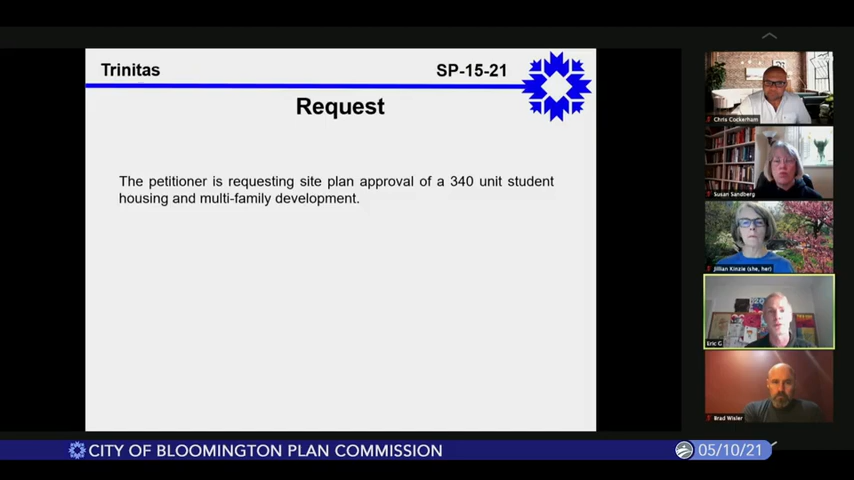 Trinitas
SP-15-21
Request
The petitioner is requesting site plan approval of a 340 unit student
housing and multi-family development.
Chris Cockerham
Susan Sandberg
Jillian Kinzie (she, her)
Eric G
Brad Wisler
CITY OF BLOOMINGTON PLAN COMMISSION
05/10/21